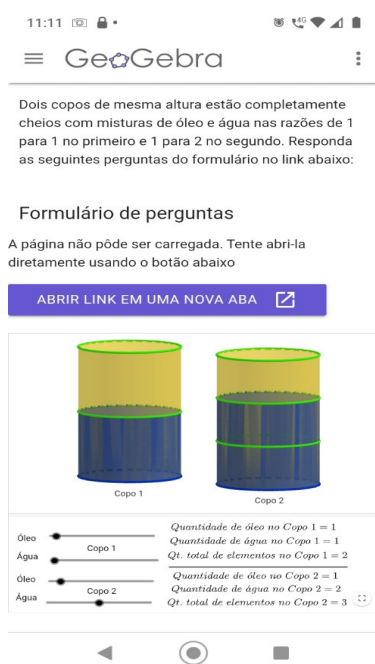 11:11
4G
GeoGebra
Dois copos de mesma altura estão completamente
cheios com misturas de óleo e água nas razões de 1
para 1 no primeiro e 1 para 2 no segundo. Responda
as seguintes perguntas do formulário no link abaixo:
Formulário de perguntas
A página não pôde ser carregada. Tente abri-la
diretamente usando o botão abaixo
ABRIR LINK EM UMA NOVA ABA
Copo 1
Copo 2
Óleo
Copo 1
Água
Óleo
Copo 2
Água
Quantidade de óleo no Copo 1 = 1
Quantidade de água no Copo 1 = 1
Qt. total de elementos no Copo 1 = 2
Quantidade de óleo no Copo 2 = 1
Quantidade de água no Copo 2 = 2
Qt. total de elementos no Copo 2 = 3